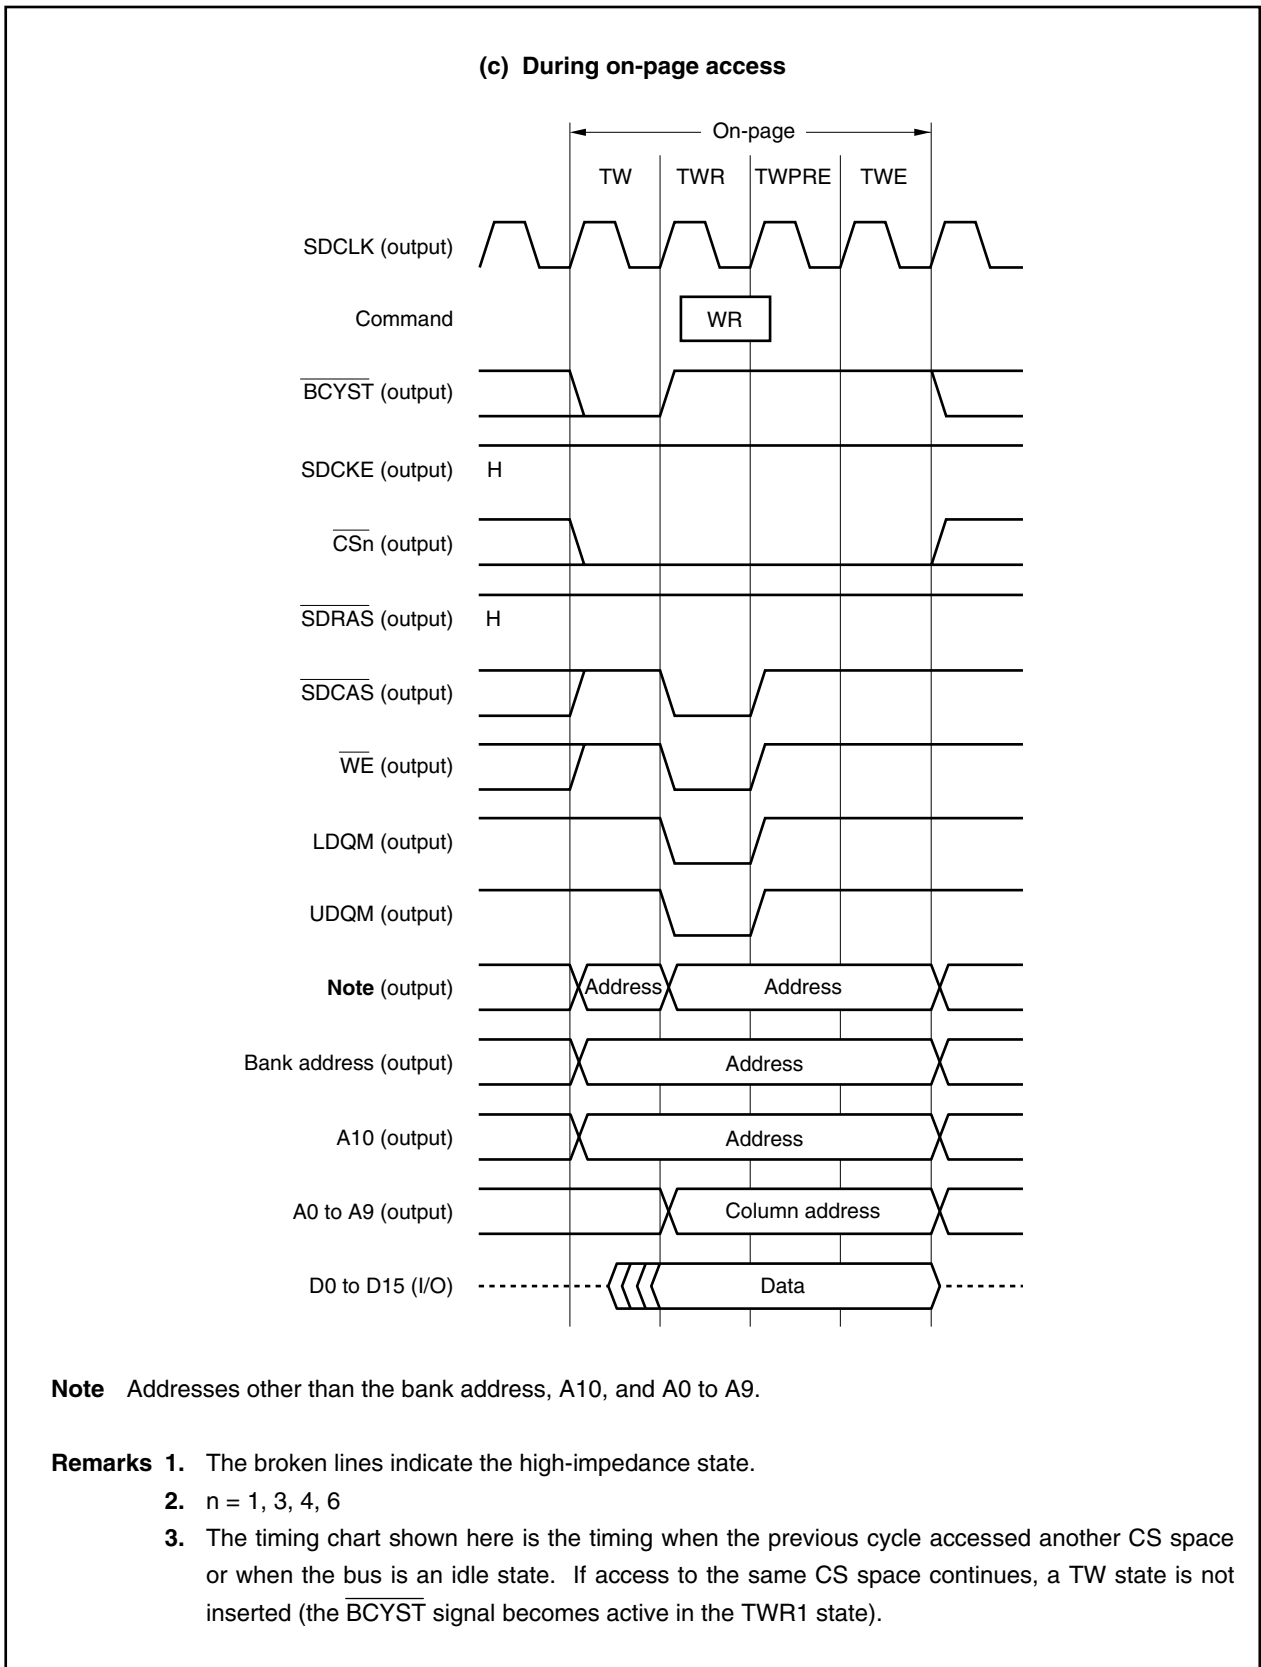 (c) During on-page access
On-page
TW TWR TWPRE TWE
SDCLK (output)
Command WR
BCYST (output)
SDCKE (output) H
CSn (output)
SDRAS (output) H
SDCAS (output)
WE (output)
LDQM (output)
UDQM (output)
Note (output) Address Address
Bank address (output) Address
A10 (output) Address
A0 to A9 (output) Column address
D0 to D15 (I/O) Data
Note Addresses other than the bank address, A10, and A0 to A9.
Remarks 1. The broken lines indicate the high-impedance state.
2. n = 1, 3, 4, 6
3. The timing chart shown here is the timing when the previous cycle accessed another CS space
or when the bus is an idle state. If access to the same CS space continues, a TW state is not
inserted (the BCYST signal becomes active in the TWR1 state).